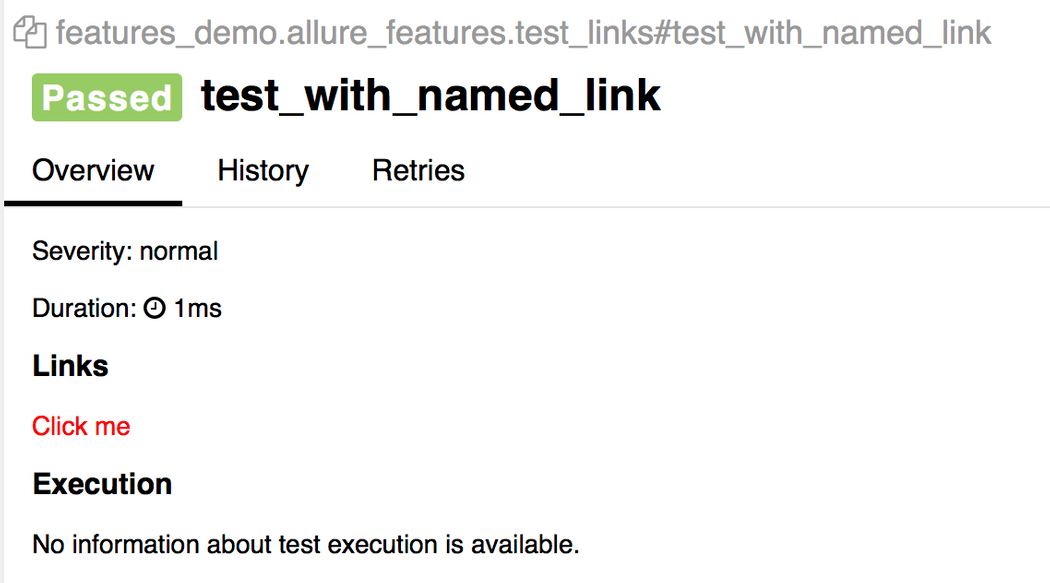 features_demo.allure_features.test_links#test_with_named_link
Passed test_with_named_link
Overview History Retries
Severity: normal
Duration: 1ms
Links
Click me
Execution
No information about test execution is available.